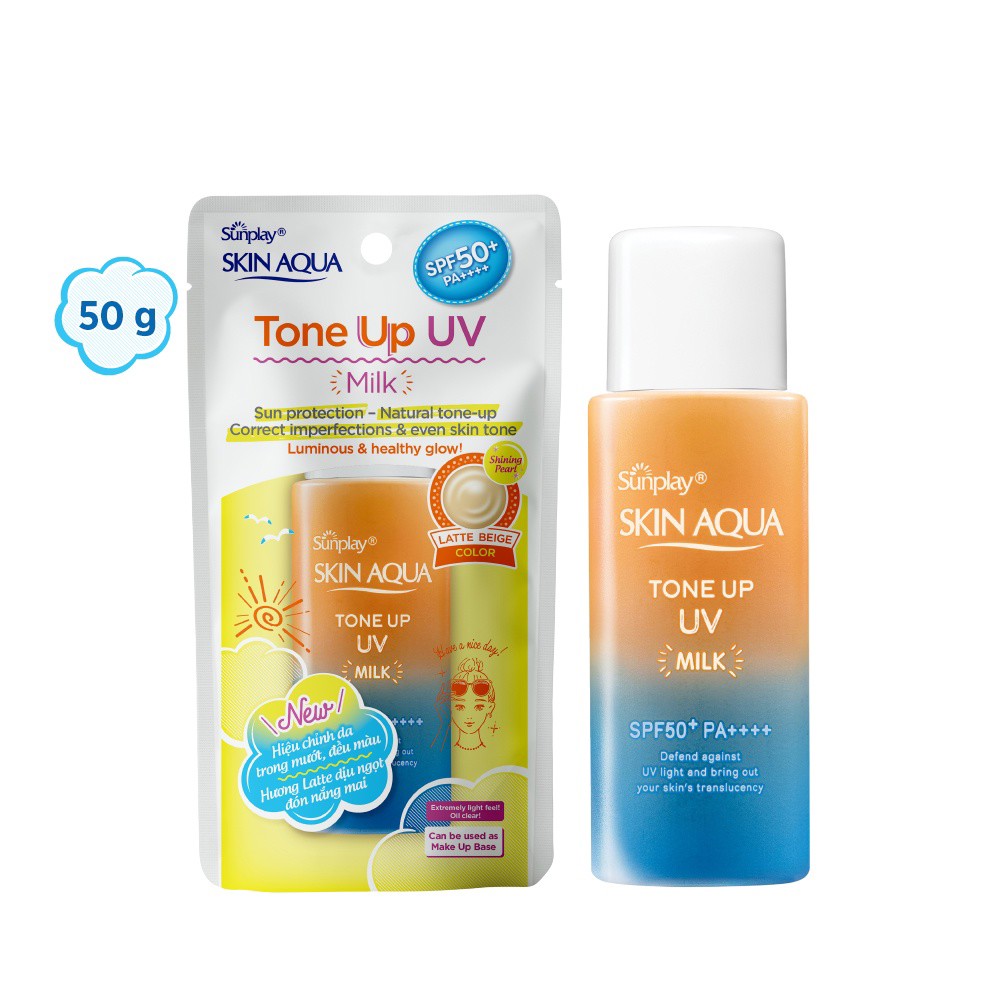 50 g
Sunplay®
SKIN AQUA
SPF50+
PA++++
Tone Up UV
Milk
Sun protection – Natural tone-up
Correct imperfections & even skin tone
Luminous & healthy glow!
Shining
Pearl
LATTE BEIGE
COLOR
Sunplay®
SKIN AQUA
TONE UP
UV
MILK
++++
out
ucency
Have a nice day!
New
Hiệu chỉnh da
trong mướt, đều màu
Hương Latte dịu ngọt
đón nắng mai
Extremely light feel!
Oil clear!
Can be used as
Make Up Base
Sunplay®
SKIN AQUA
TONE UP
UV
MILK
SPF50+ PA++++
Defend against
UV light and bring out
your skin's translucency